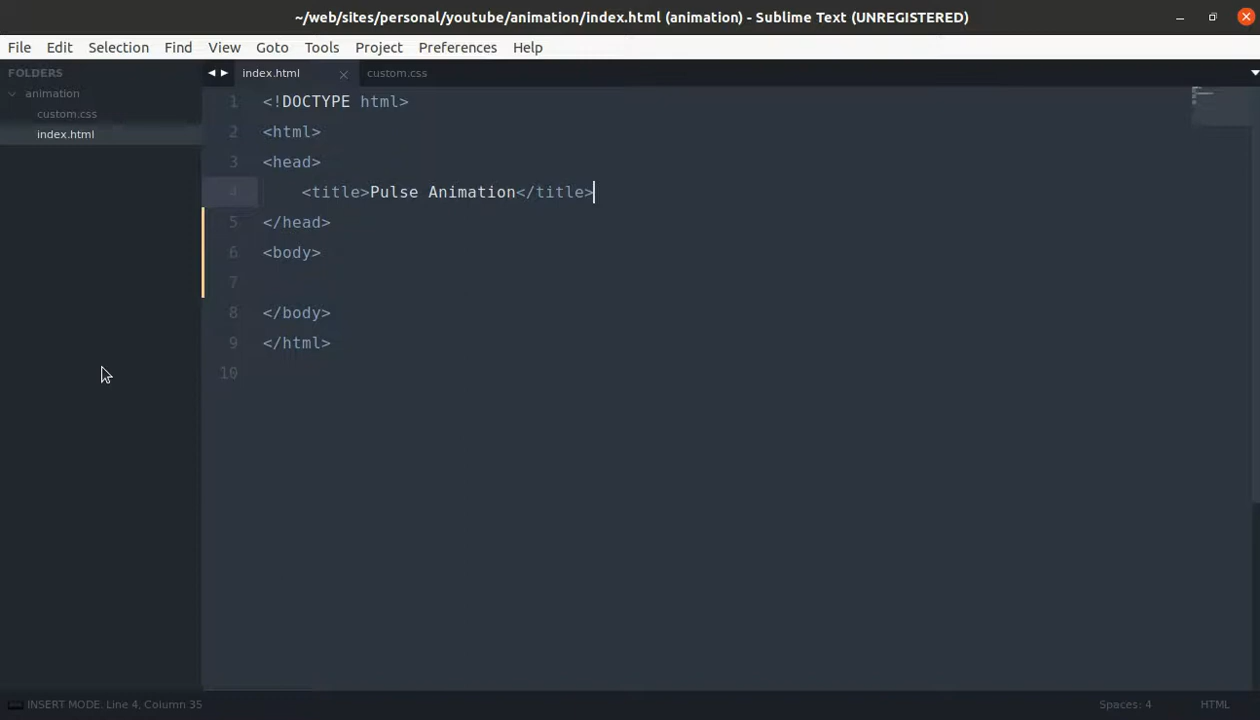 ~/web/sites/personal/youtube/animation/index.html (animation) - Sublime Text (UNREGISTERED)
File Edit Selection Find View Goto Tools Project Preferences Help
FOLDERS
animation
custom.css
index.html
index.html custom.css
1 <!DOCTYPE html>
2 <html>
3 <head>
4 <title>Pulse Animation</title>
5 </head>
6 <body>
7
8 </body>
9 </html>
10
INSERT MODE, Line 4, Column 35 Spaces: 4 HTML